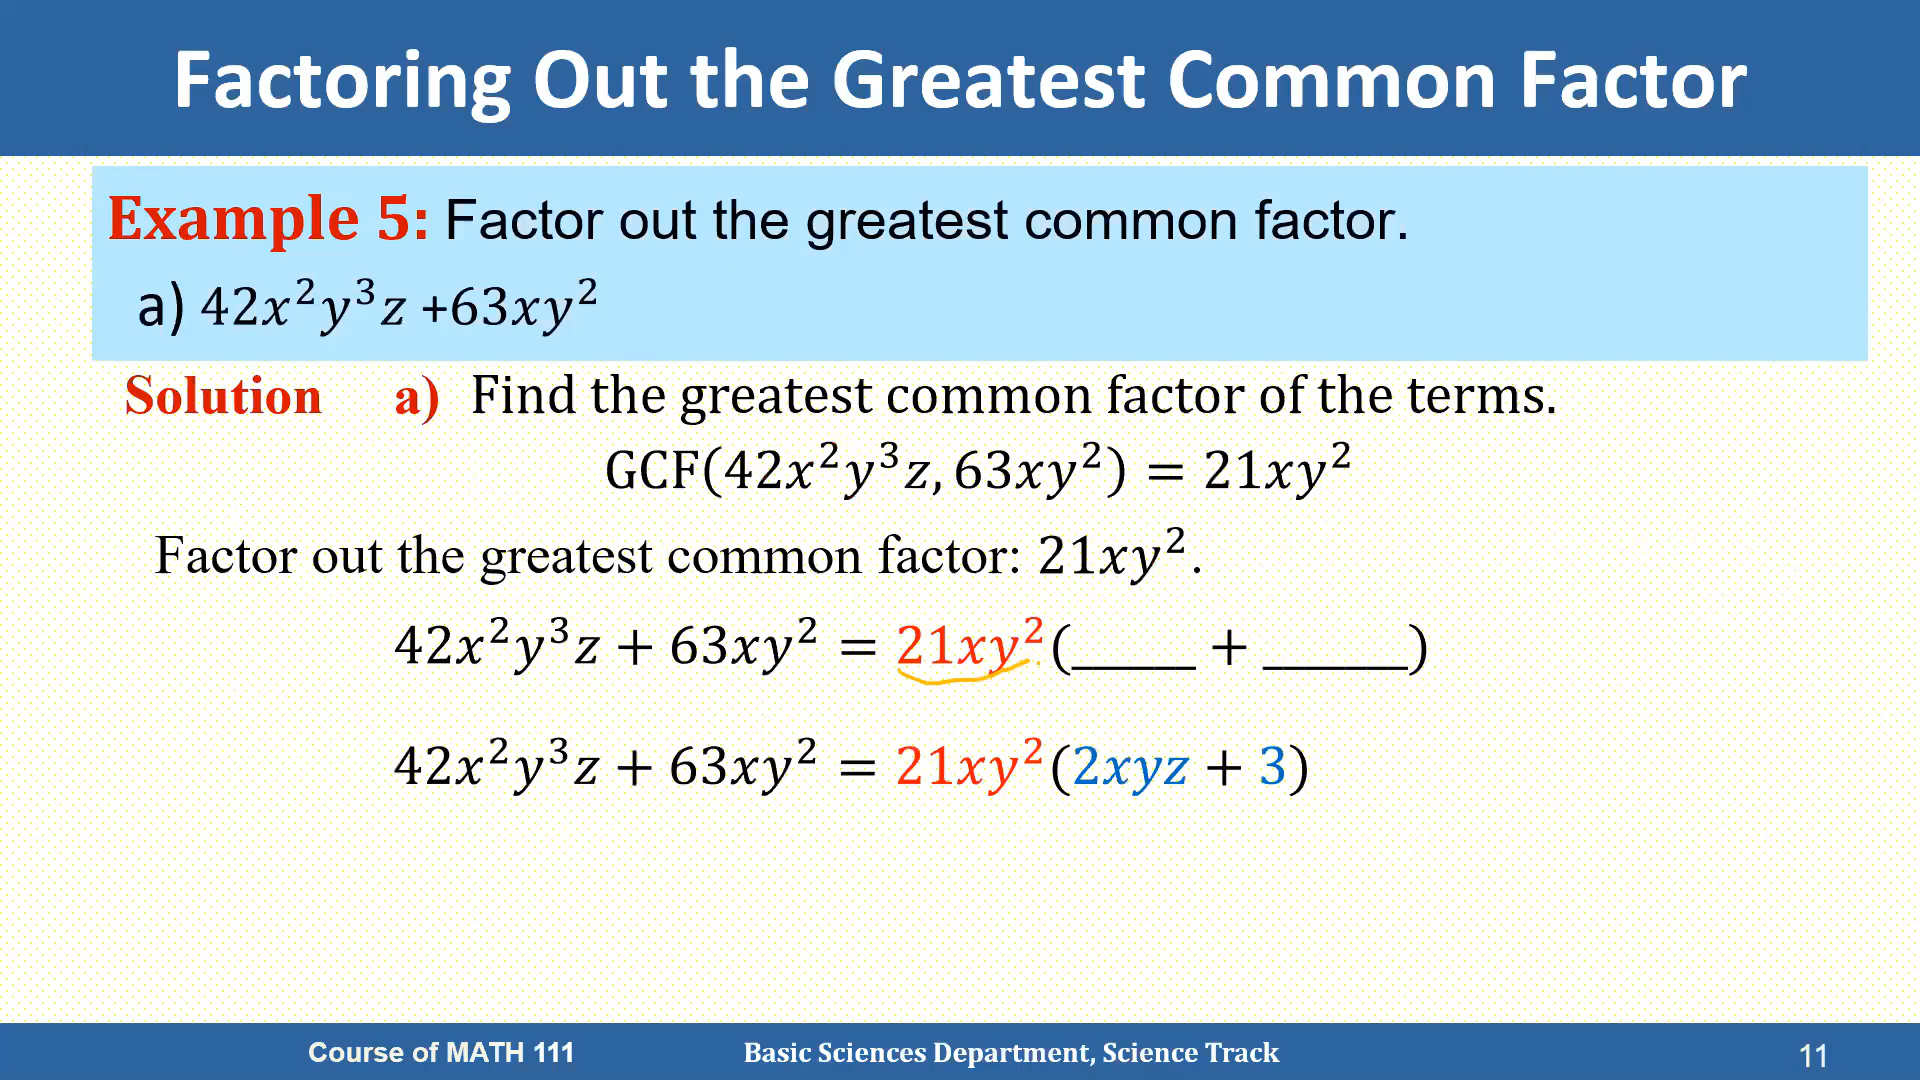 Factoring Out the Greatest Common Factor
Example 5: Factor out the greatest common factor.
a) 42x²y³z +63xy²
Solution a) Find the greatest common factor of the terms.
GCF(42x²y³z, 63xy²) = 21xy²
Factor out the greatest common factor: 21xy².
42x²y³z + 63xy² = 21xy²(_____ + ______)
42x²y³z + 63xy² = 21xy²(2xyz + 3)
Course of MATH 111 Basic Sciences Department, Science Track 11